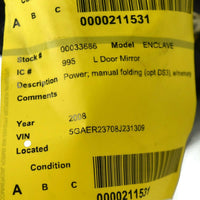 A B C
0000211531
Stock # 00033686 Model ENCLAVE
IC # 995 L Door Mirror
Description Power; manual folding (opt DS3),
Comments
Year 2008
VIN 5GAER23708J231309
Located
Condition
A B C
0000211531